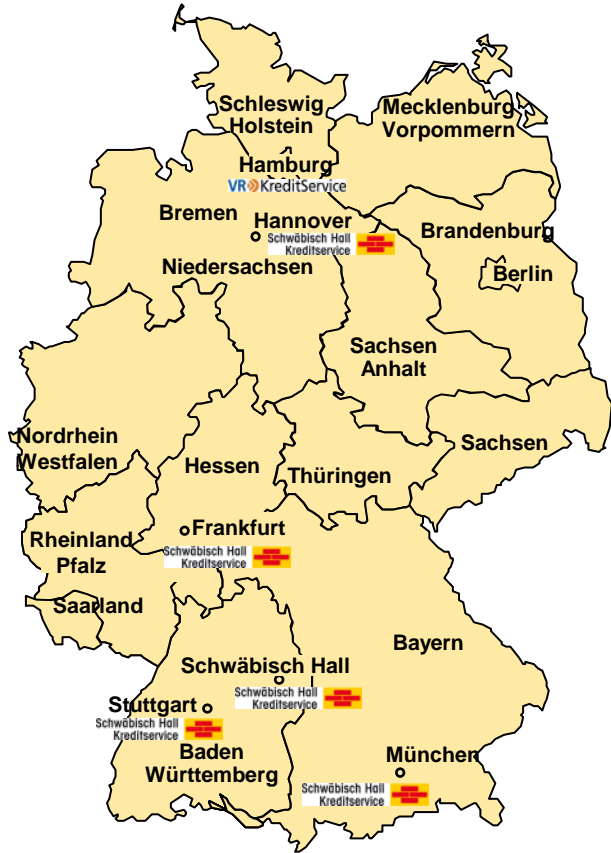 Schleswig
Holstein
Mecklenburg
Vorpommern
Hamburg
VR KreditService
Bremen
Hannover
Schwäbisch Hall
Kreditservice
Brandenburg
Berlin
Niedersachsen
Sachsen
Anhalt
Nordrhein
Westfalen
Hessen
Thüringen
Sachsen
Frankfurt
Schwäbisch Hall
Kreditservice
Rheinland
Pfalz
Saarland
Bayern
Schwäbisch Hall
Schwäbisch Hall
Kreditservice
Stuttgart
Schwäbisch Hall
Kreditservice
Baden
Württemberg
München
Schwäbisch Hall
Kreditservice